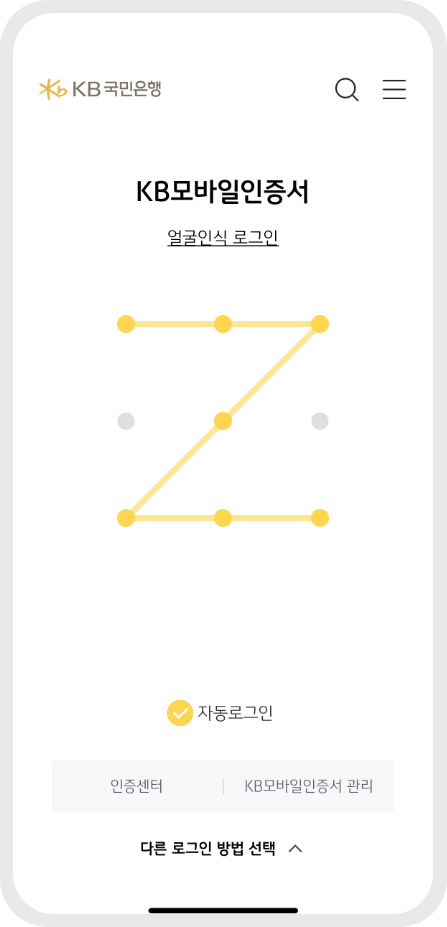 KB국민은행
KB모바일인증서
얼굴인식 로그인
자동로그인
인증센터
KB모바일인증서 관리
다른 로그인 방법 선택